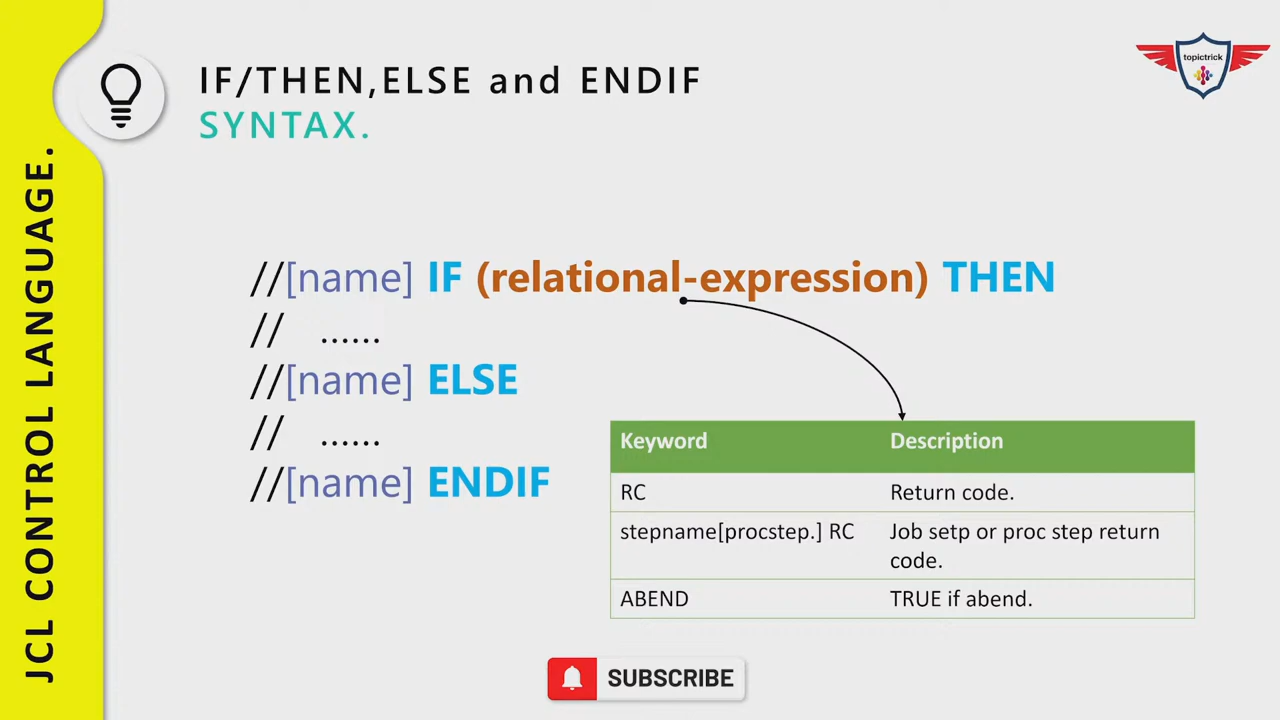 IF/THEN,ELSE and ENDIF
SYNTAX.
topictrick
JCL CONTROL LANGUAGE.
//[name] IF (relational-expression) THEN
// ......
//[name] ELSE
// ......
//[name] ENDIF
Keyword Description
RC Return code.
stepname[procstep.] RC Job setp or proc step return
code.
ABEND TRUE if abend.
SUBSCRIBE